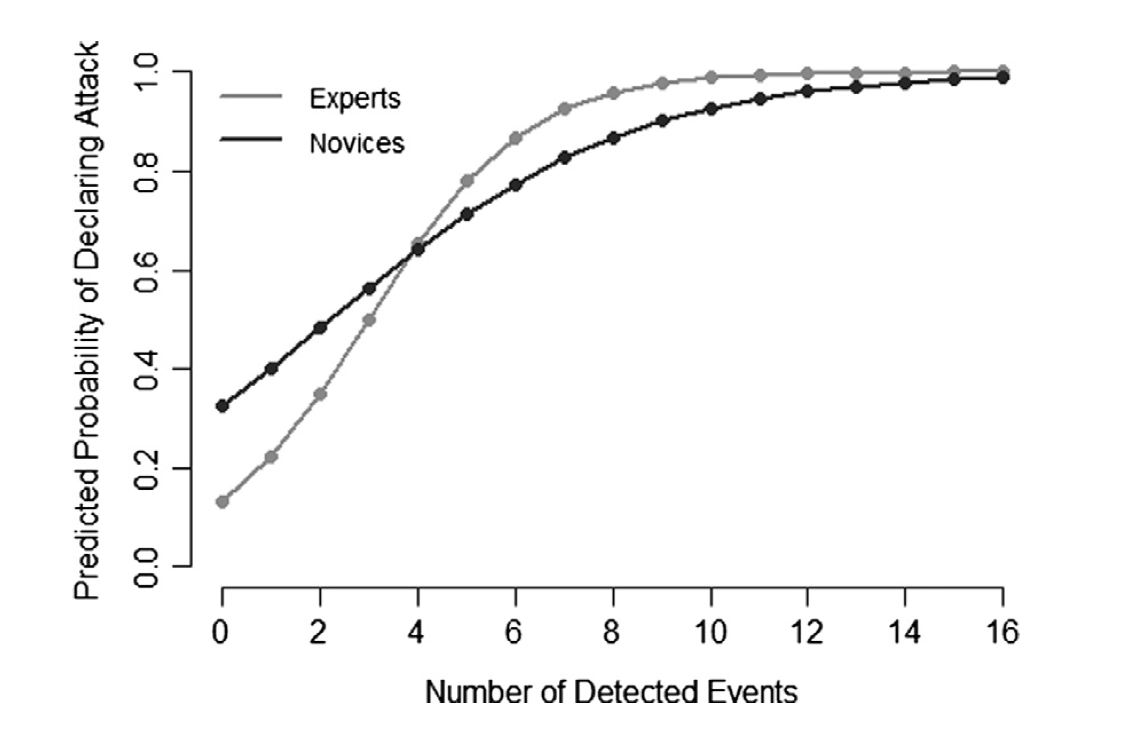 Predicted Probability of Declaring Attack
1.0
0.8
0.6
0.4
0.2
0.0
Experts
Novices
0 2 4 6 8 10 12 14 16
Number of Detected Events